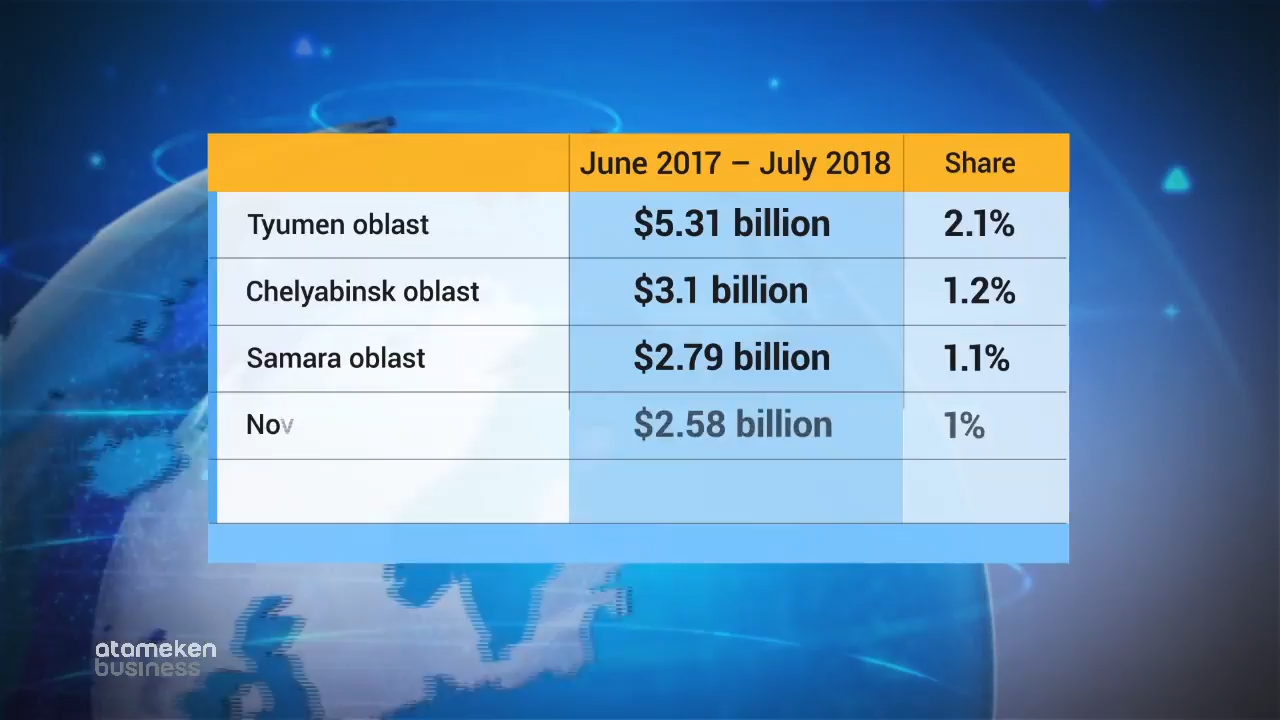 June 2017 – July 2018 Share
Tyumen oblast $5.31 billion 2.1%
Chelyabinsk oblast $3.1 billion 1.2%
Samara oblast $2.79 billion 1.1%
Nov $2.58 billion 1%
atameken
business